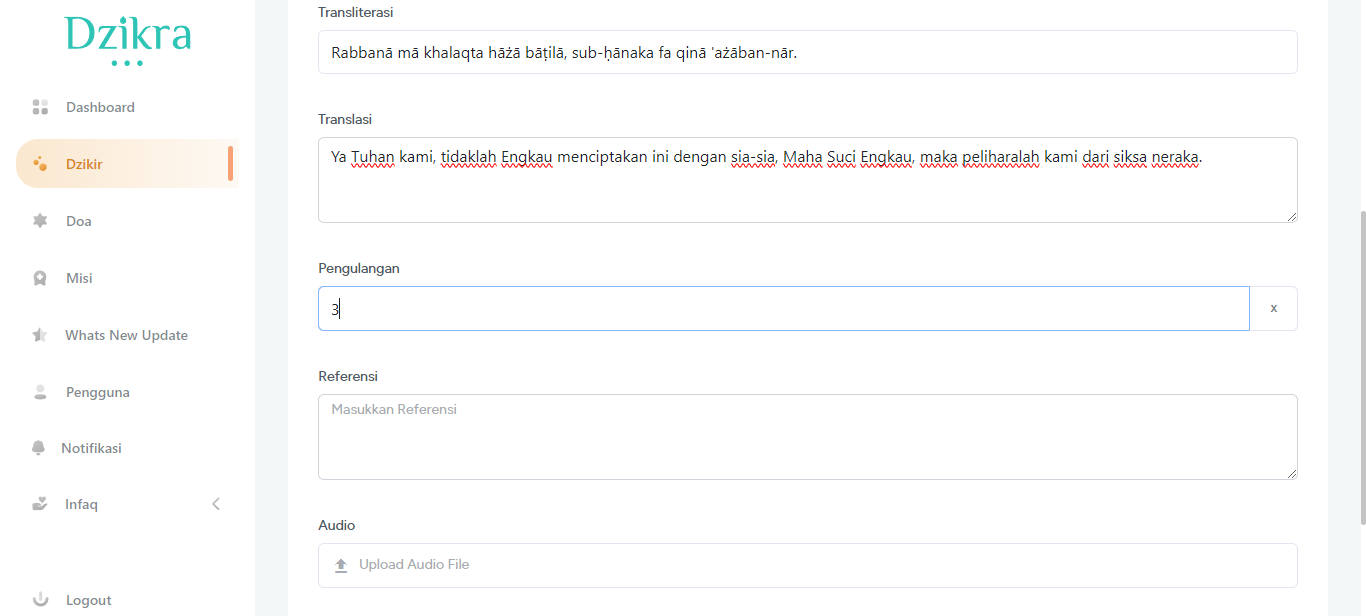 Dzikra
Dashboard
Dzikir
Doa
Misi
Whats New Update
Pengguna
Notifikasi
Infaq
Logout
Transliterasi
Rabbanā mā khalaqta hāżā bāṭilā, sub-ḥānaka fa qinā 'ażāban-nār.
Translasi
Ya Tuhan kami, tidaklah Engkau menciptakan ini dengan sia-sia, Maha Suci Engkau, maka peliharalah kami dari siksa neraka.
Pengulangan
3
x
Referensi
Masukkan Referensi
Audio
Upload Audio File